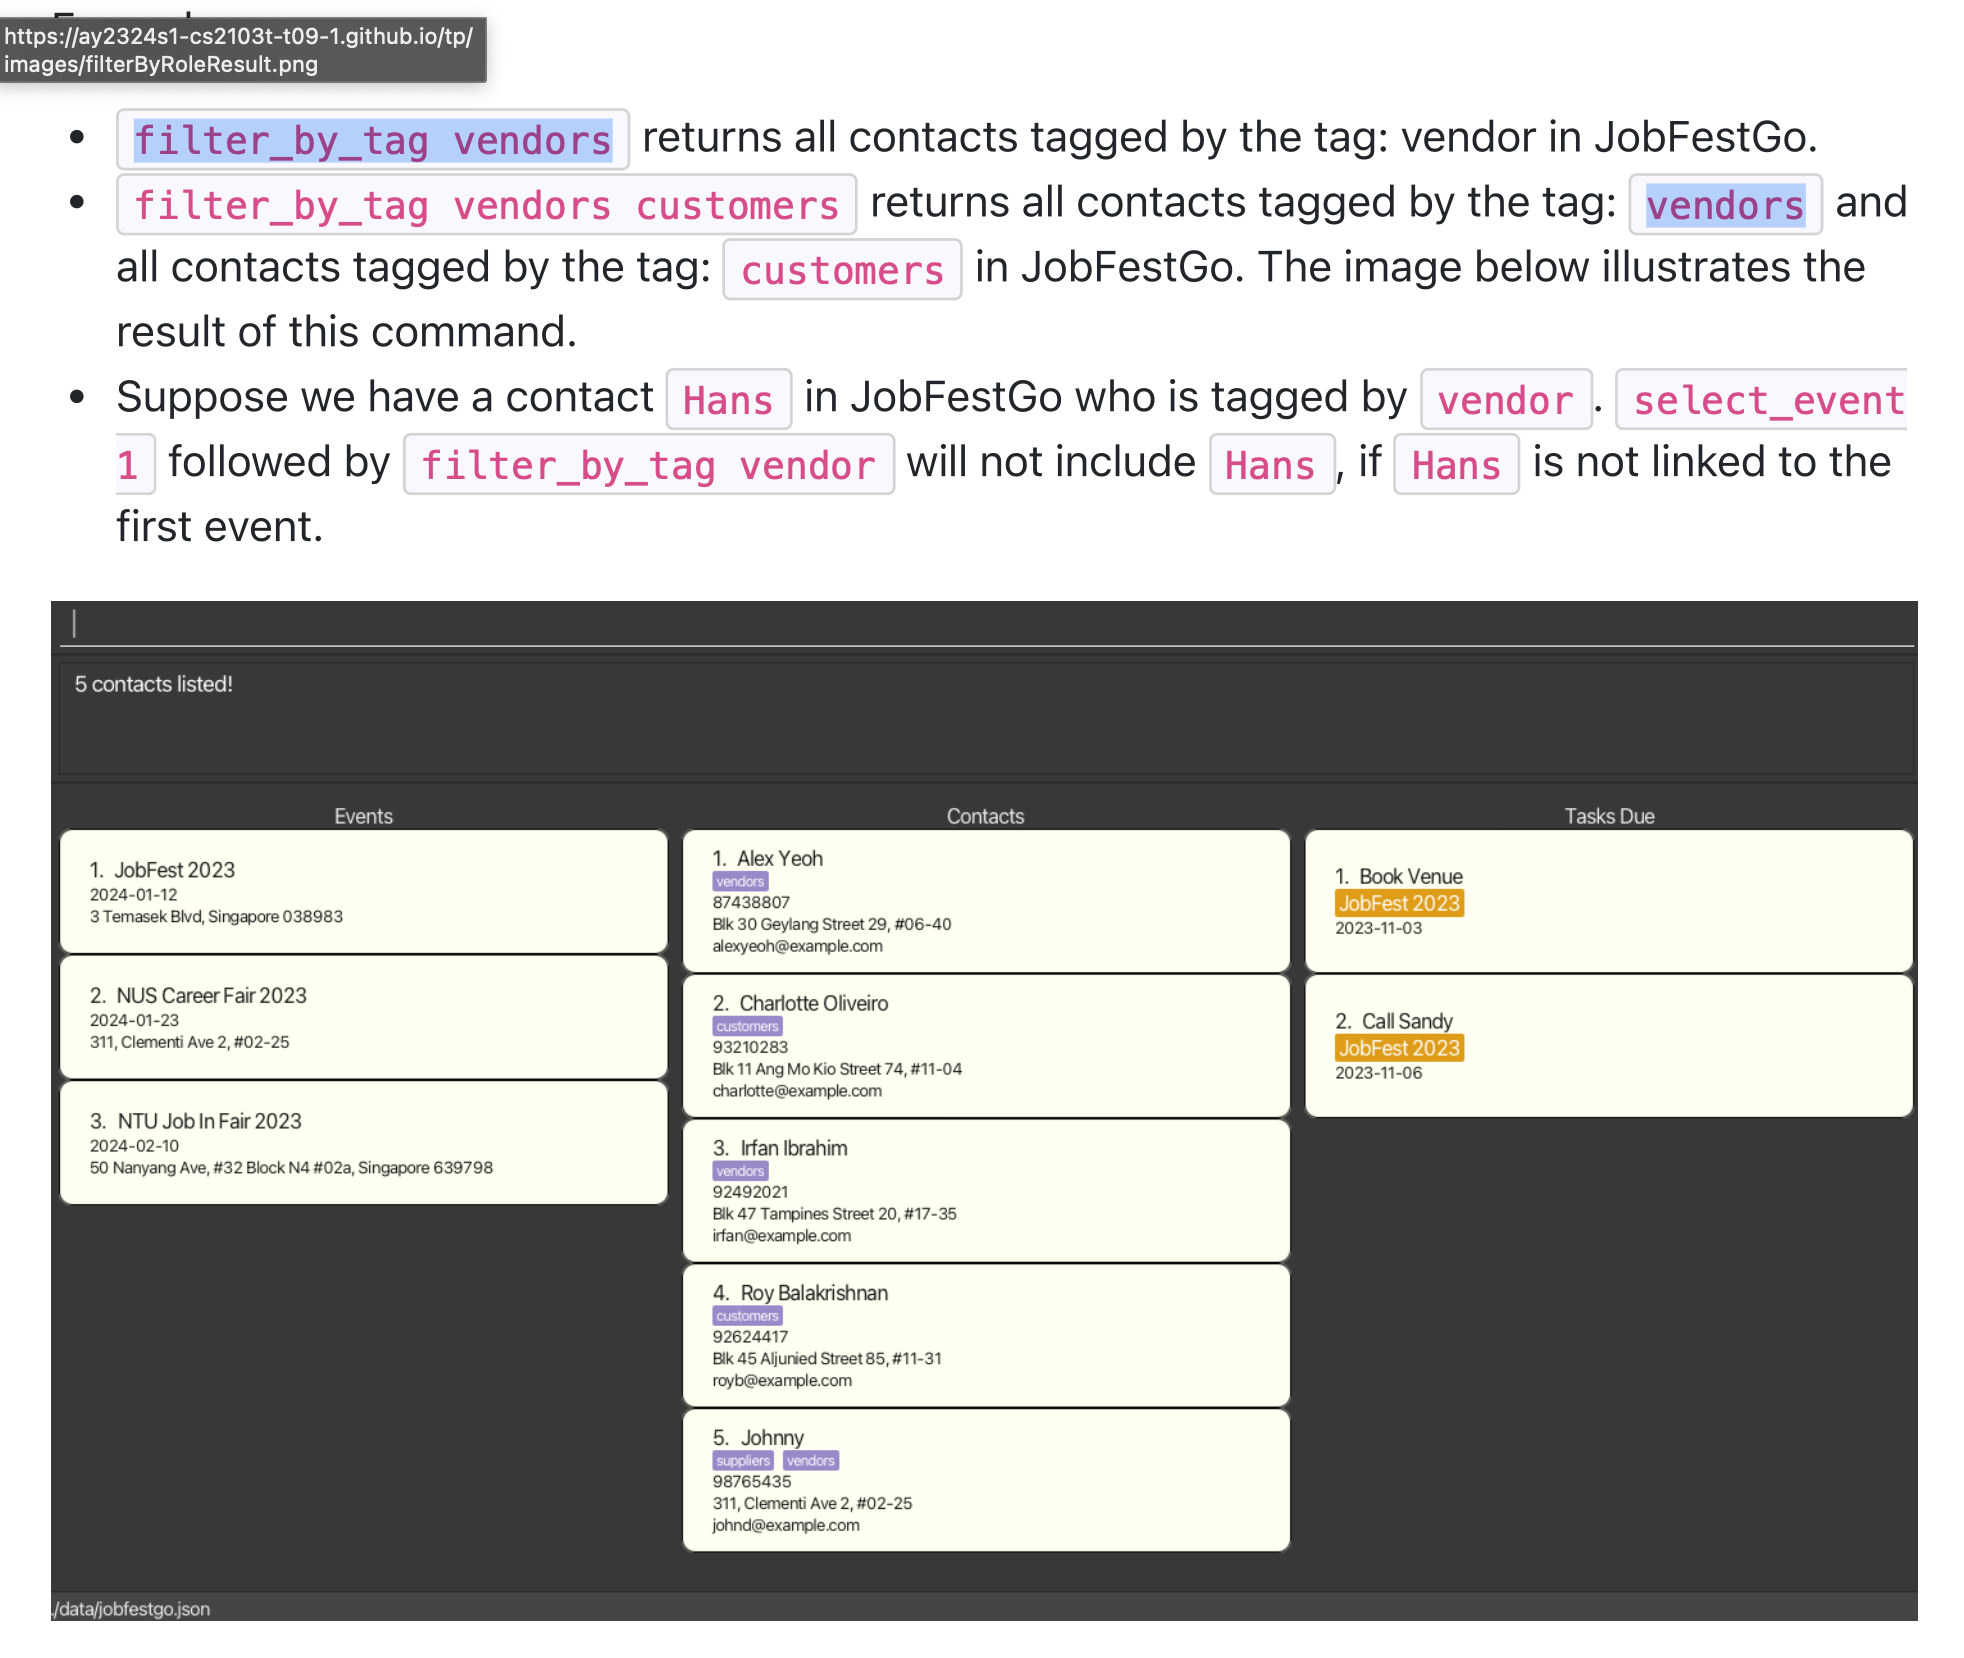 https://ay2324s1-cs2103t-t09-1.github.io/tp/
images/filterByRoleResult.png
filter_by_tag vendors returns all contacts tagged by the tag: vendor in JobFestGo.
filter_by_tag vendors customers returns all contacts tagged by the tag: vendors and
all contacts tagged by the tag: customers in JobFestGo. The image below illustrates the
result of this command.
Suppose we have a contact Hans in JobFestGo who is tagged by vendor. select_event
1 followed by filter_by_tag vendor will not include Hans, if Hans is not linked to the
first event.
5 contacts listed!
Events
1. JobFest 2023
2024-01-12
3 Temasek Blvd, Singapore 038983
2. NUS Career Fair 2023
2024-01-23
311, Clementi Ave 2, #02-25
3. NTU Job In Fair 2023
2024-02-10
50 Nanyang Ave, #32 Block N4 #02a, Singapore 639798
Contacts
1. Alex Yeoh
vendors
87438807
Blk 30 Geylang Street 29, #06-40
alexyeoh@example.com
2. Charlotte Oliveiro
customers
93210283
Blk 11 Ang Mo Kio Street 74, #11-04
charlotte@example.com
3. Irfan Ibrahim
vendors
92492021
Blk 47 Tampines Street 20, #17-35
irfan@example.com
4. Roy Balakrishnan
customers
92624417
Blk 45 Aljunied Street 85, #11-31
royb@example.com
5. Johnny
suppliers vendors
98765435
311, Clementi Ave 2, #02-25
johnd@example.com
Tasks Due
1. Book Venue
JobFest 2023
2023-11-03
2. Call Sandy
JobFest 2023
2023-11-06
./data/jobfestgo.json